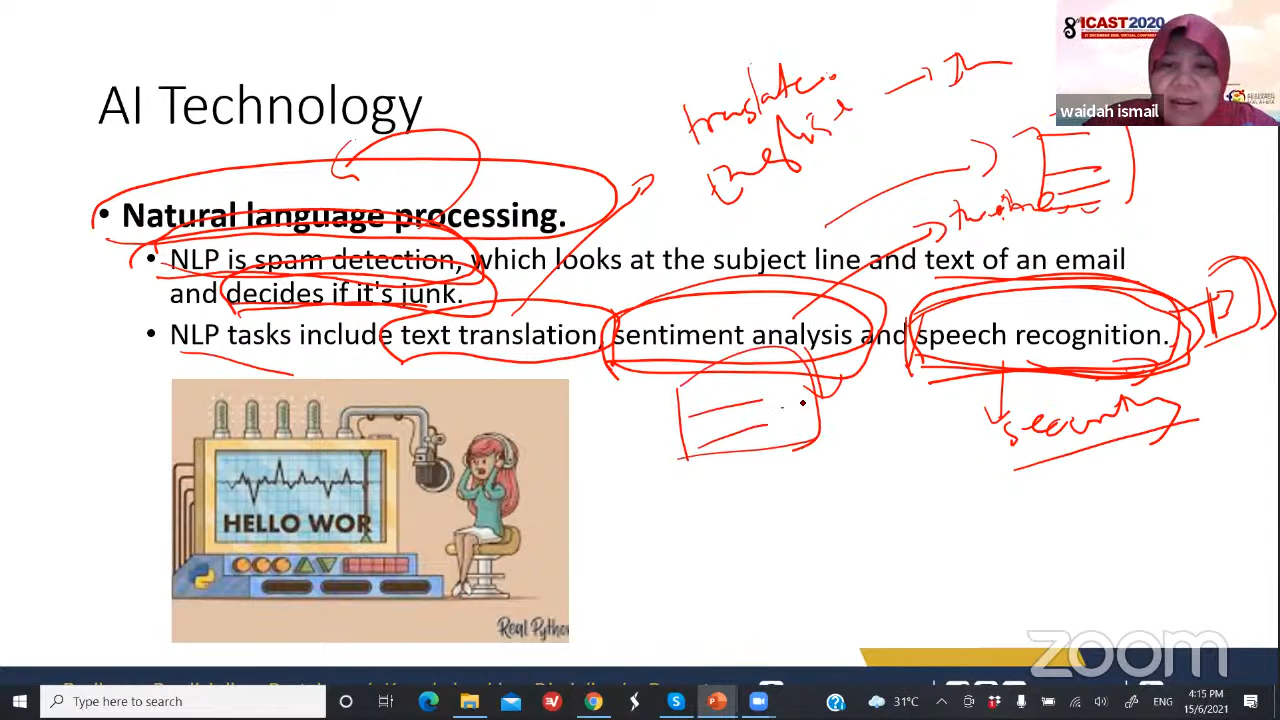 8th ICAST2020
waidah ismail
AI Technology
translate
• Natural language processing.
• NLP is spam detection, which looks at the subject line and text of an email
and decides if it's junk.
• NLP tasks include text translation, sentiment analysis and speech recognition.
security
HELLO WOR
Real Python
zoom
Type here to search
31°C
ENG
4:15 PM
15/6/2021